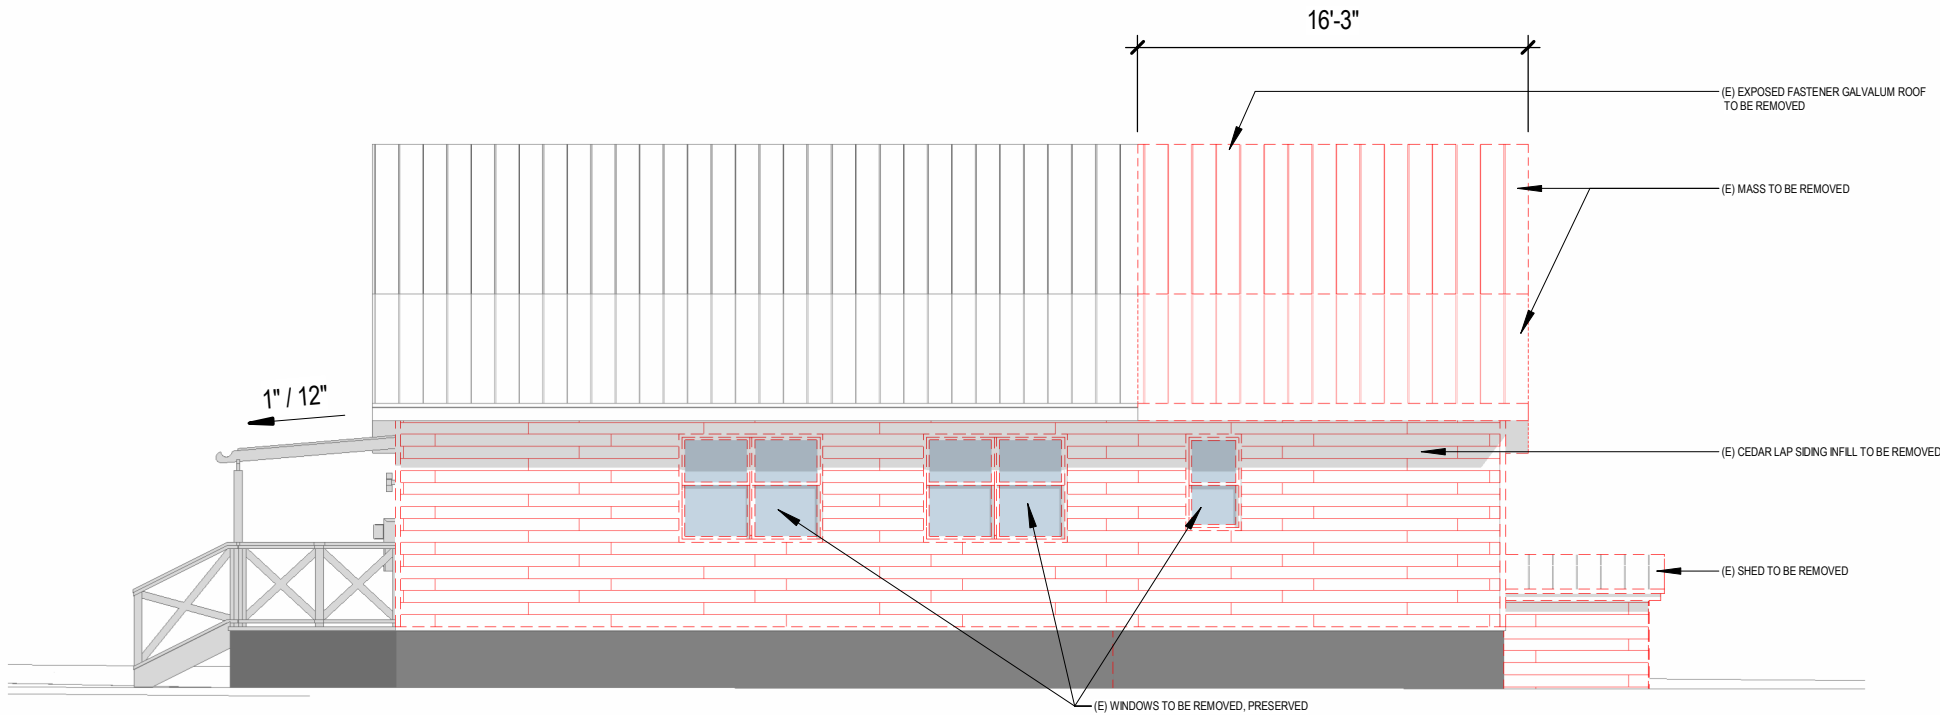 16'-3"
(E) EXPOSED FASTENER GALVALUM ROOF
TO BE REMOVED
(E) MASS TO BE REMOVED
1" / 12"
(E) CEDAR LAP SIDING INFILL TO BE REMOVED
(E) SHED TO BE REMOVED
(E) WINDOWS TO BE REMOVED, PRESERVED